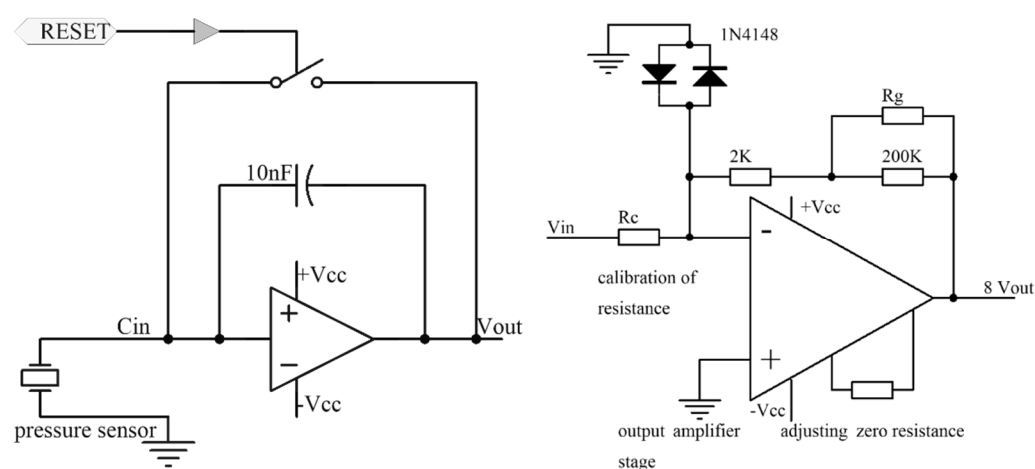 RESET
10nF
+Vcc
+
Cin
Vout
−
-Vcc
pressure sensor
1N4148
Rg
2K
200K
+Vcc
Vin
Rc
-
calibration of
resistance
8 Vout
+
-Vcc
output amplifier
stage
adjusting zero resistance